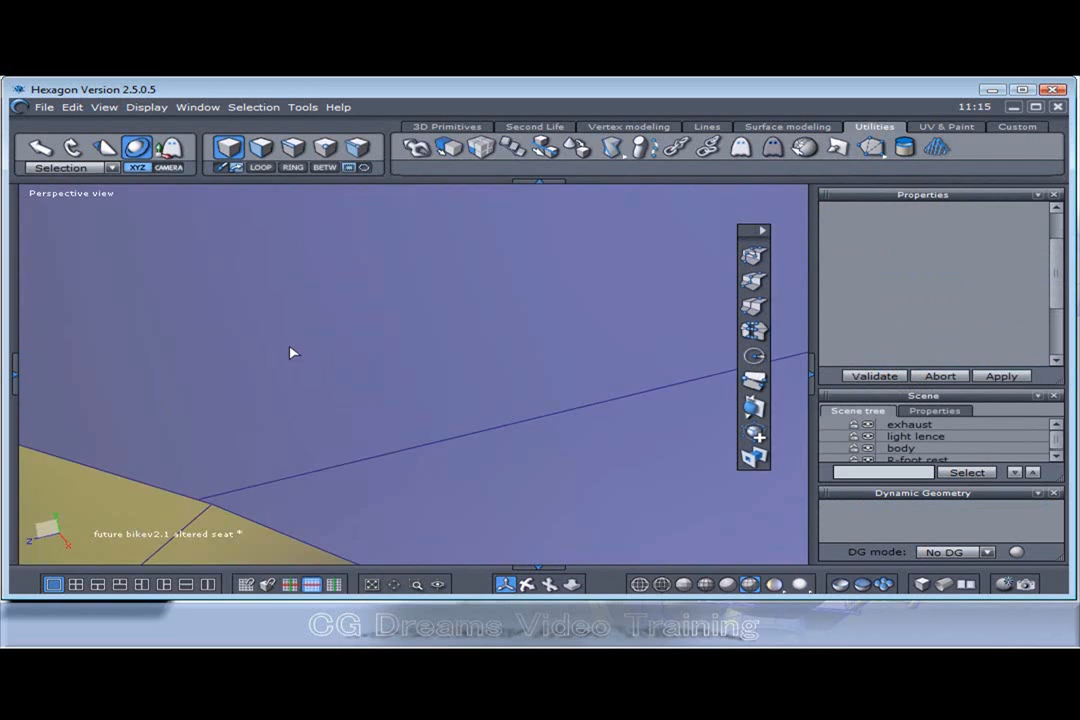 Hexagon Version 2.5.0.5
File Edit View Display Window Selection Tools Help 11:15
3D Primitives Second Life Vertex modeling Lines Surface modeling Utilities UV & Paint Custom
Selection XYZ CAMERA LOOP RING BETW
Perspective view
Properties
Validate Abort Apply
Scene
Scene tree Properties
exhaust
light lence
body
R-foot rest
Select
Dynamic Geometry
future bikev2.1 altered seat *
DG mode: No DG
Y
Z
X
CG Dreams Video Training